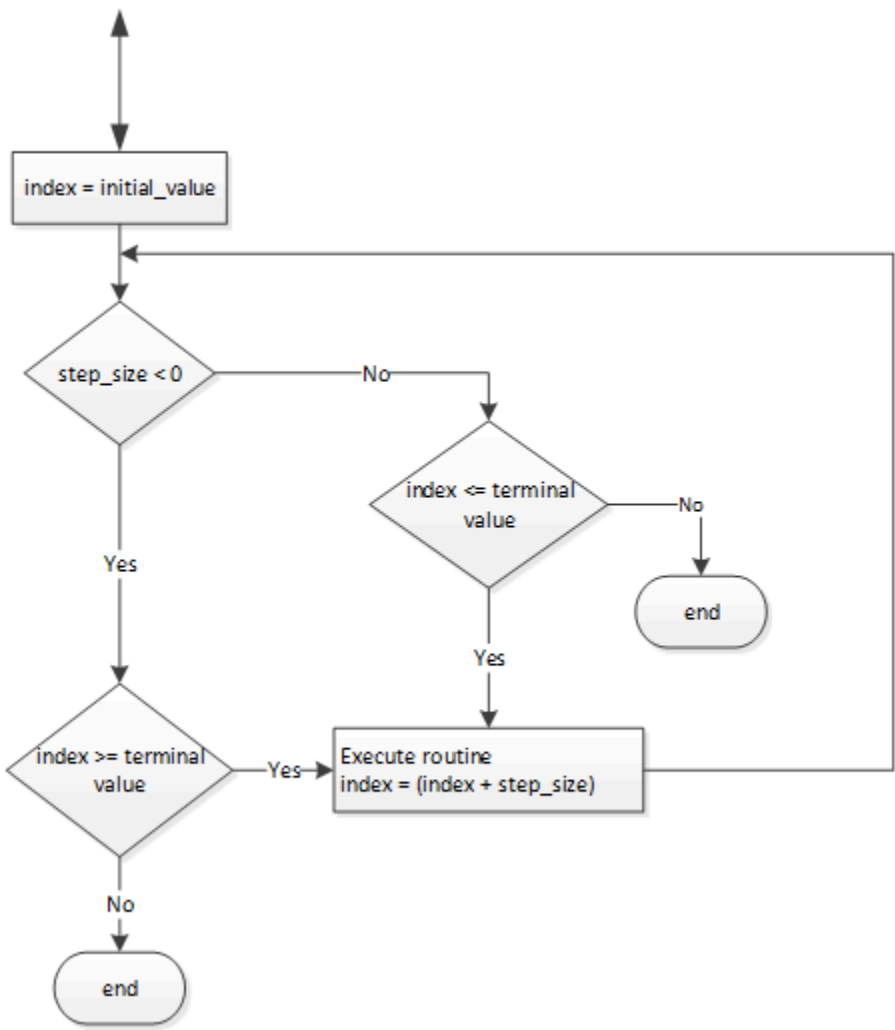 index = initial_value
step_size < 0
No
index <= terminal
value
No
end
Yes
Yes
index >= terminal
value
Yes
Execute routine
index = (index + step_size)
No
end